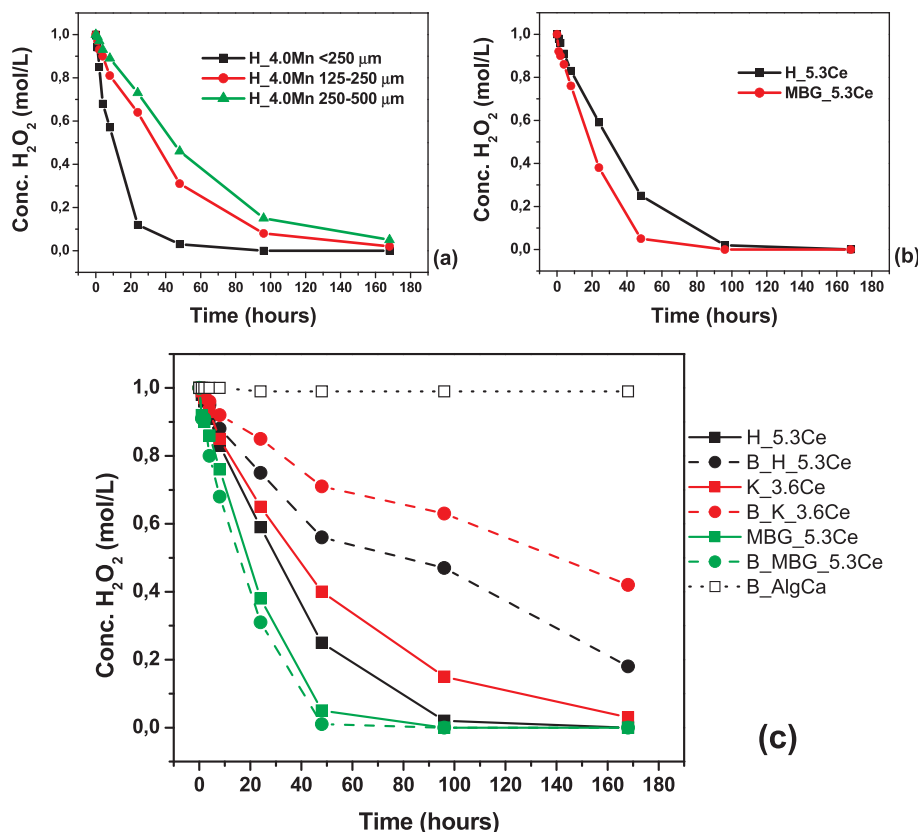 Conc. H₂O₂ (mol/L)
1,0
0,8
0,6
0,4
0,2
0,0
H_4.0Mn <250 μm
H_4.0Mn 125-250 μm
H_4.0Mn 250-500 μm
0 20 40 60 80 100 120 140 160 180
Time (hours)
(a)
Conc. H₂O₂ (mol/L)
1,0
0,8
0,6
0,4
0,2
0,0
H_5.3Ce
MBG_5.3Ce
0 20 40 60 80 100 120 140 160 180
Time (hours)
(b)
Conc. H₂O₂ (mol/L)
1,0
0,8
0,6
0,4
0,2
0,0
H_5.3Ce
B_H_5.3Ce
K_3.6Ce
B_K_3.6Ce
MBG_5.3Ce
B_MBG_5.3Ce
B_AlgCa
0 20 40 60 80 100 120 140 160 180
Time (hours)
(c)